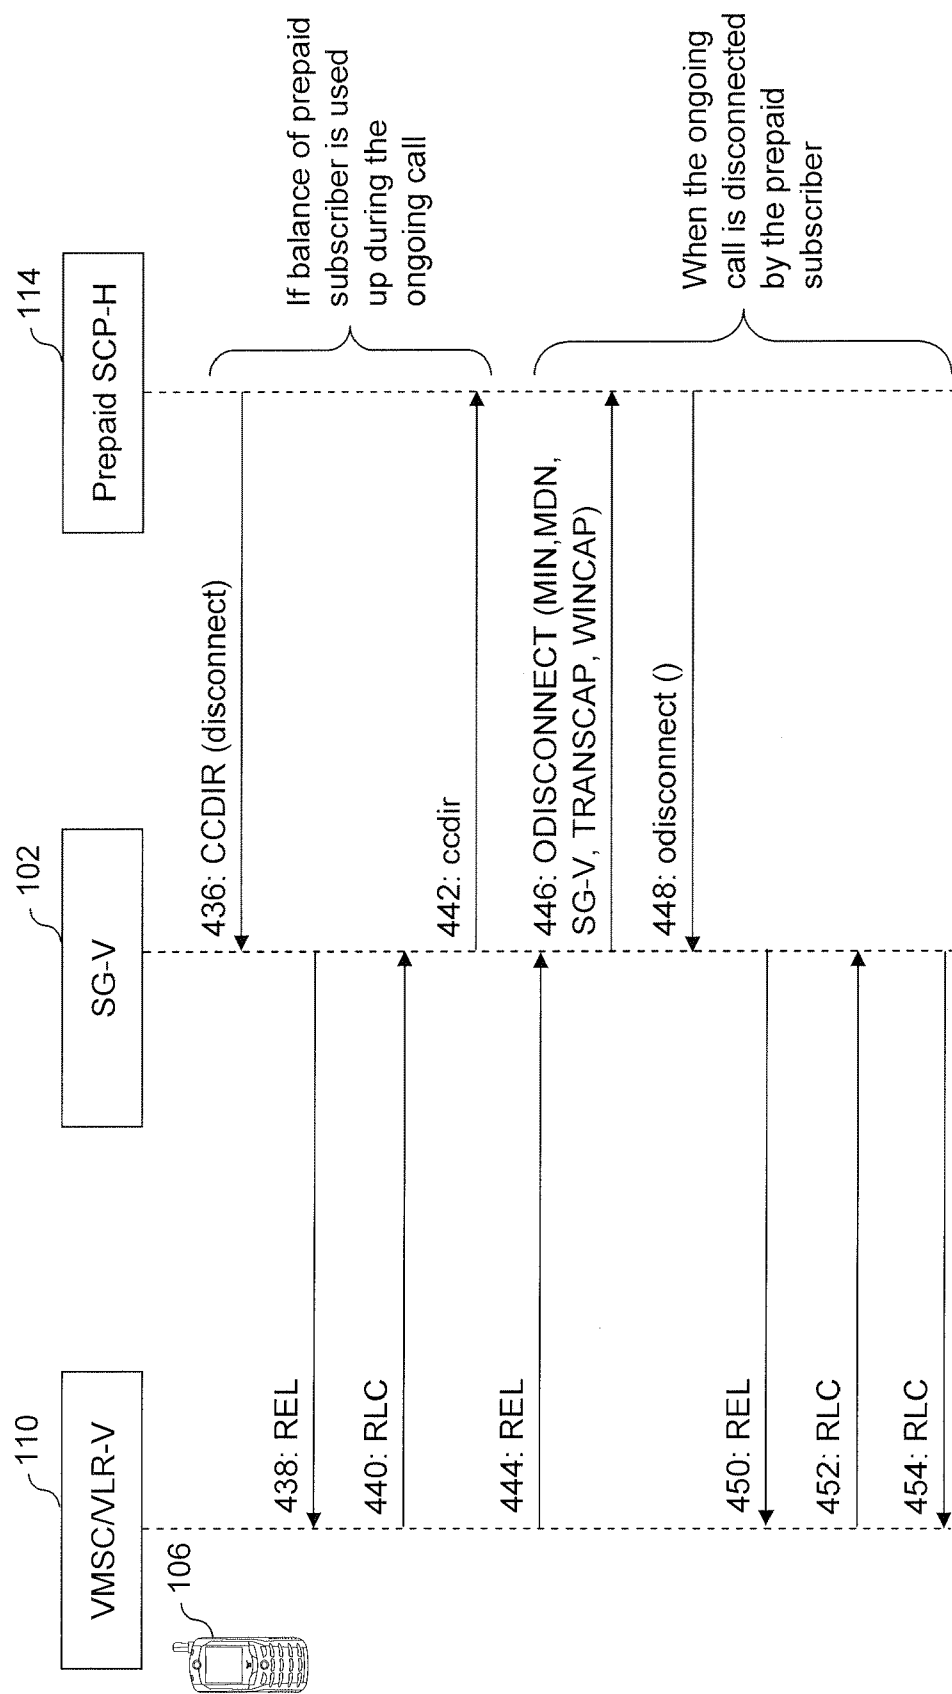 110
VMSC/VLR-V
102
SG-V
114
Prepaid SCP-H
106
436: CCDIR (disconnect)
438: REL
440: RLC
442: ccdir
If balance of prepaid
subscriber is used
up during the
ongoing call
444: REL
446: ODISCONNECT (MIN,MDN,
SG-V, TRANSCAP, WINCAP)
448: odisconnect ()
450: REL
452: RLC
454: RLC
When the ongoing
call is disconnected
by the prepaid
subscriber